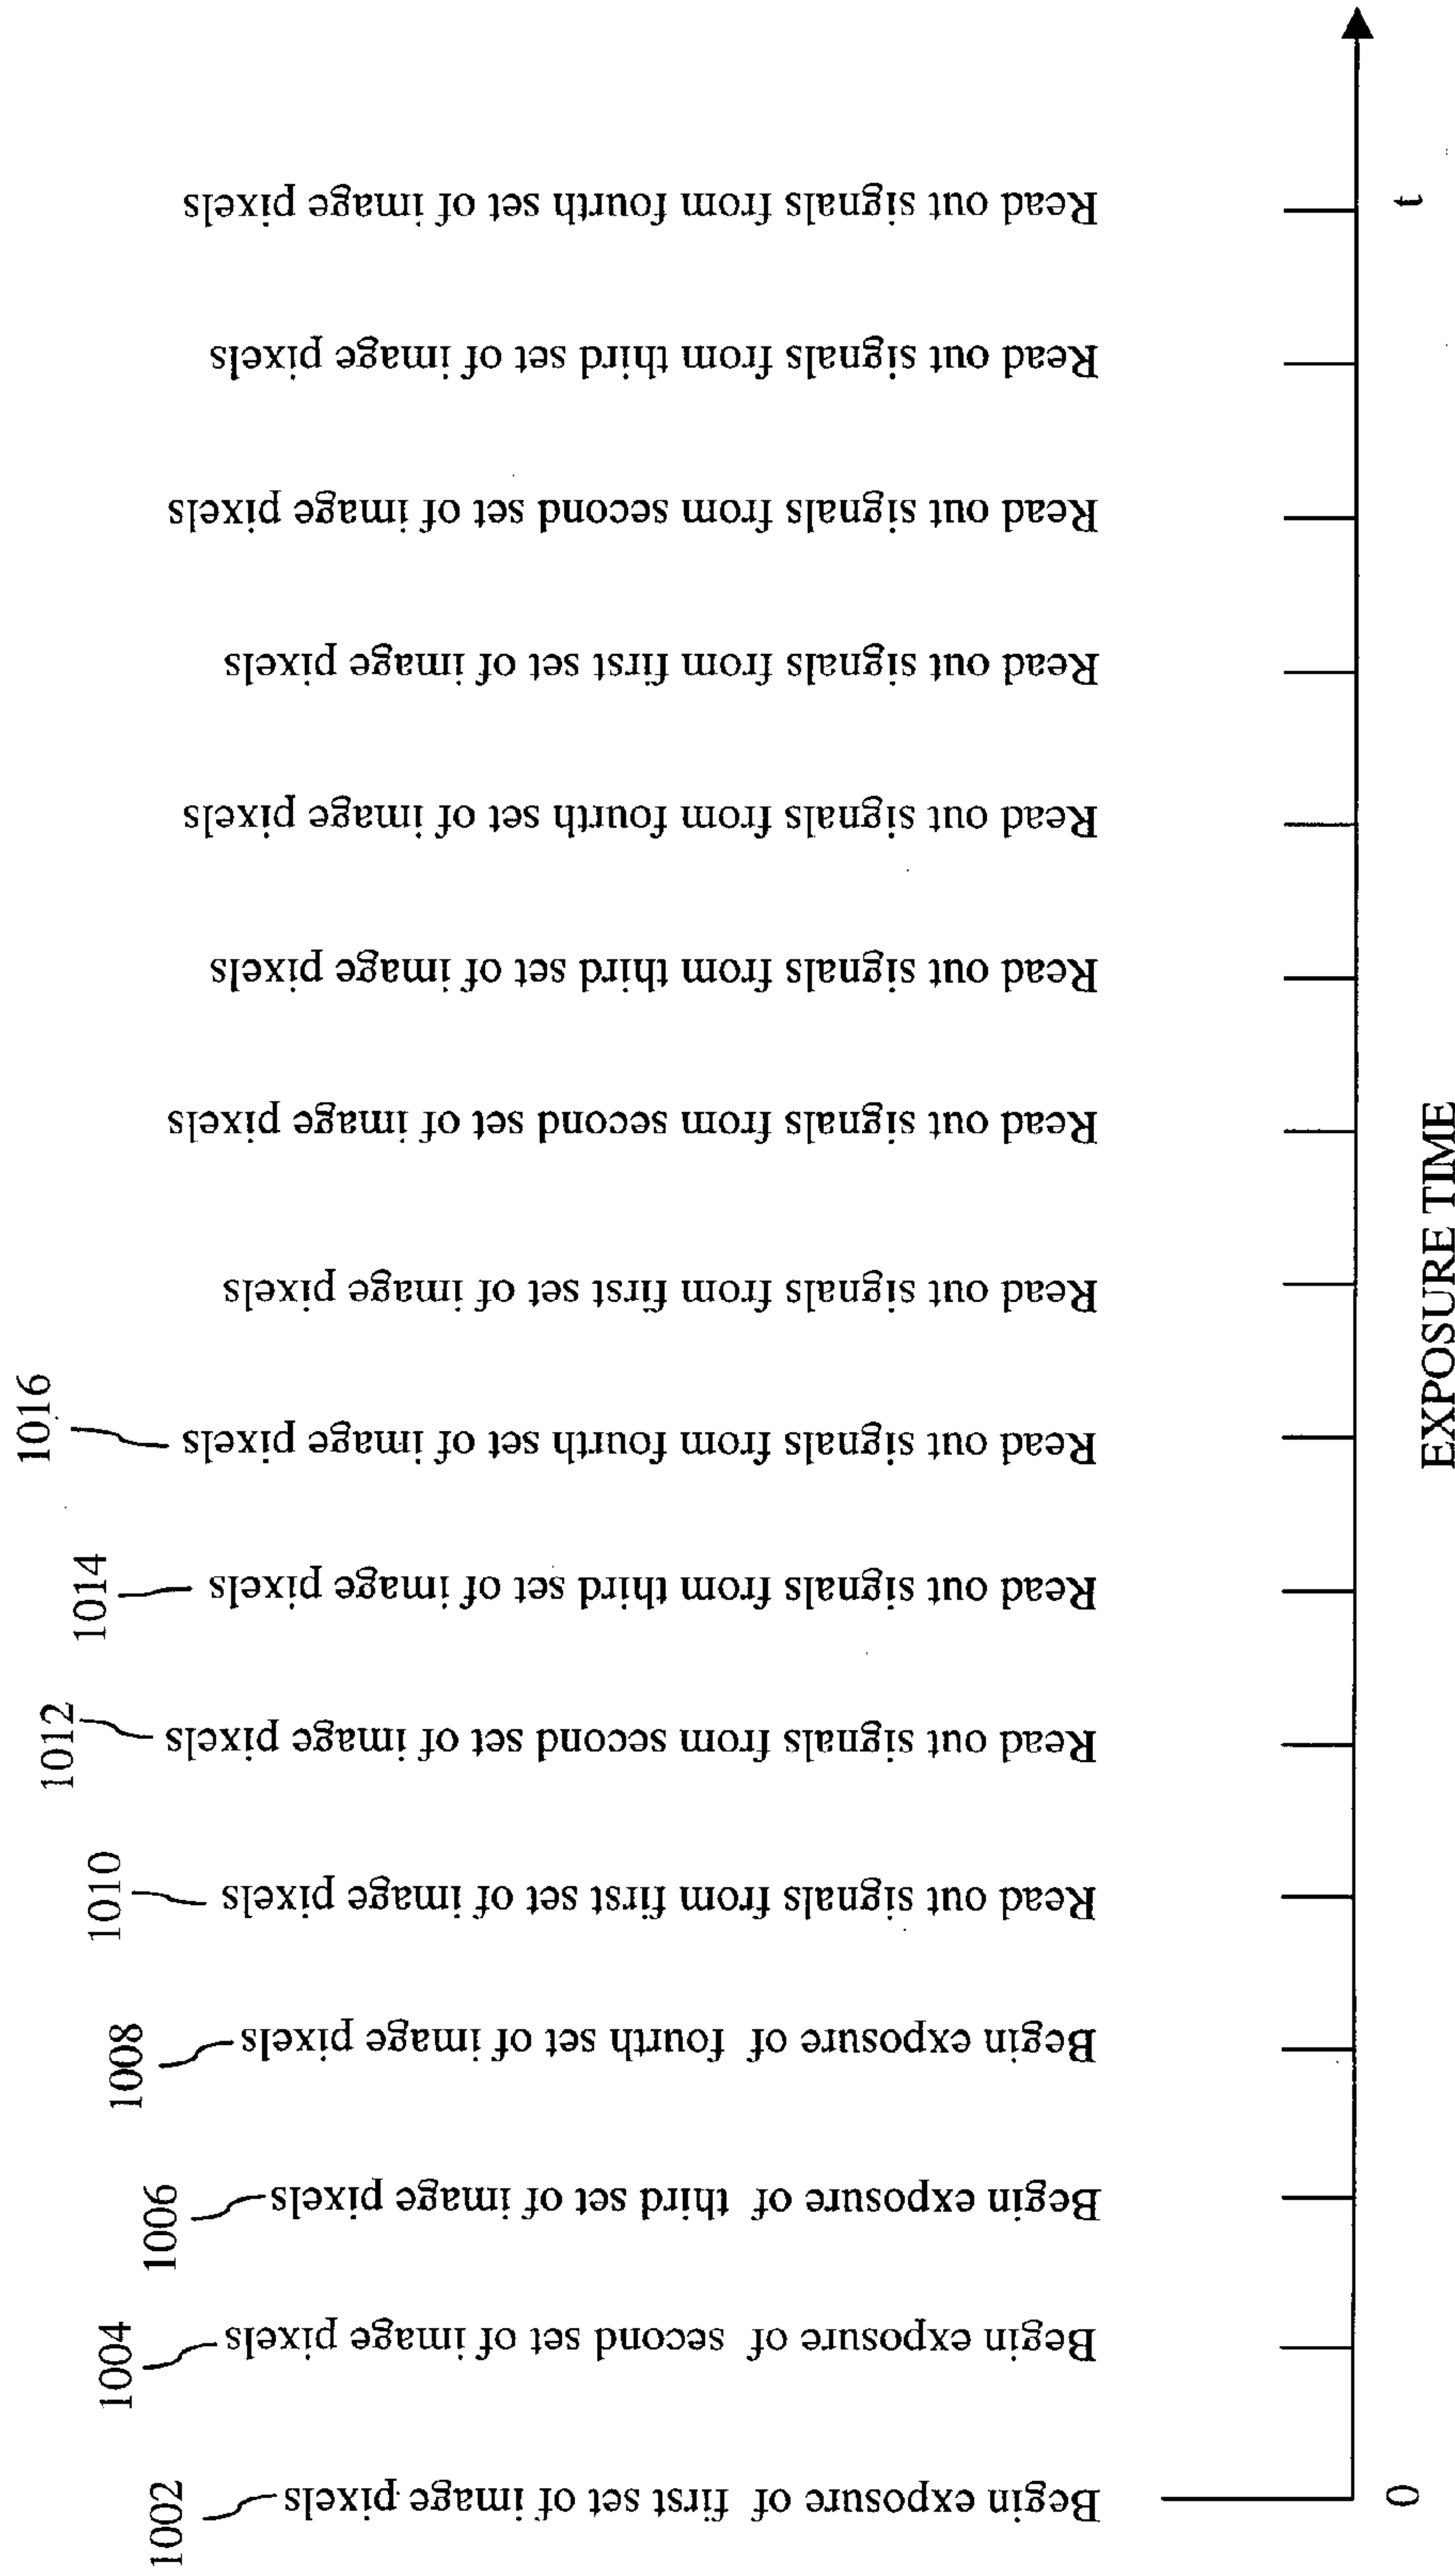 1002
Begin exposure of first set of image pixels
1004
Begin exposure of second set of image pixels
1006
Begin exposure of third set of image pixels
1008
Begin exposure of fourth set of image pixels
1010
Read out signals from first set of image pixels
1012
Read out signals from second set of image pixels
1014
Read out signals from third set of image pixels
1016
Read out signals from fourth set of image pixels
Read out signals from first set of image pixels
Read out signals from second set of image pixels
Read out signals from third set of image pixels
Read out signals from fourth set of image pixels
Read out signals from first set of image pixels
Read out signals from second set of image pixels
Read out signals from third set of image pixels
Read out signals from fourth set of image pixels
0
t
EXPOSURE TIME